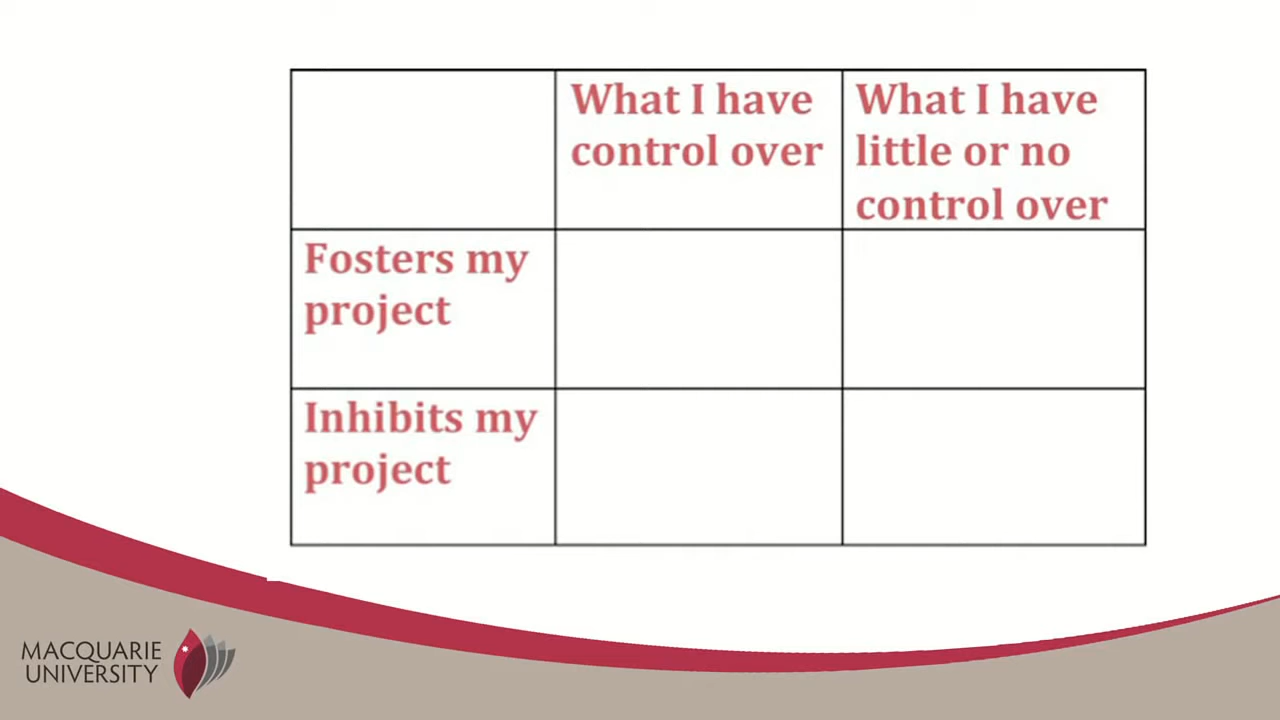 What I have
control over
What I have
little or no
control over
Fosters my
project
Inhibits my
project
MACQUARIE
UNIVERSITY